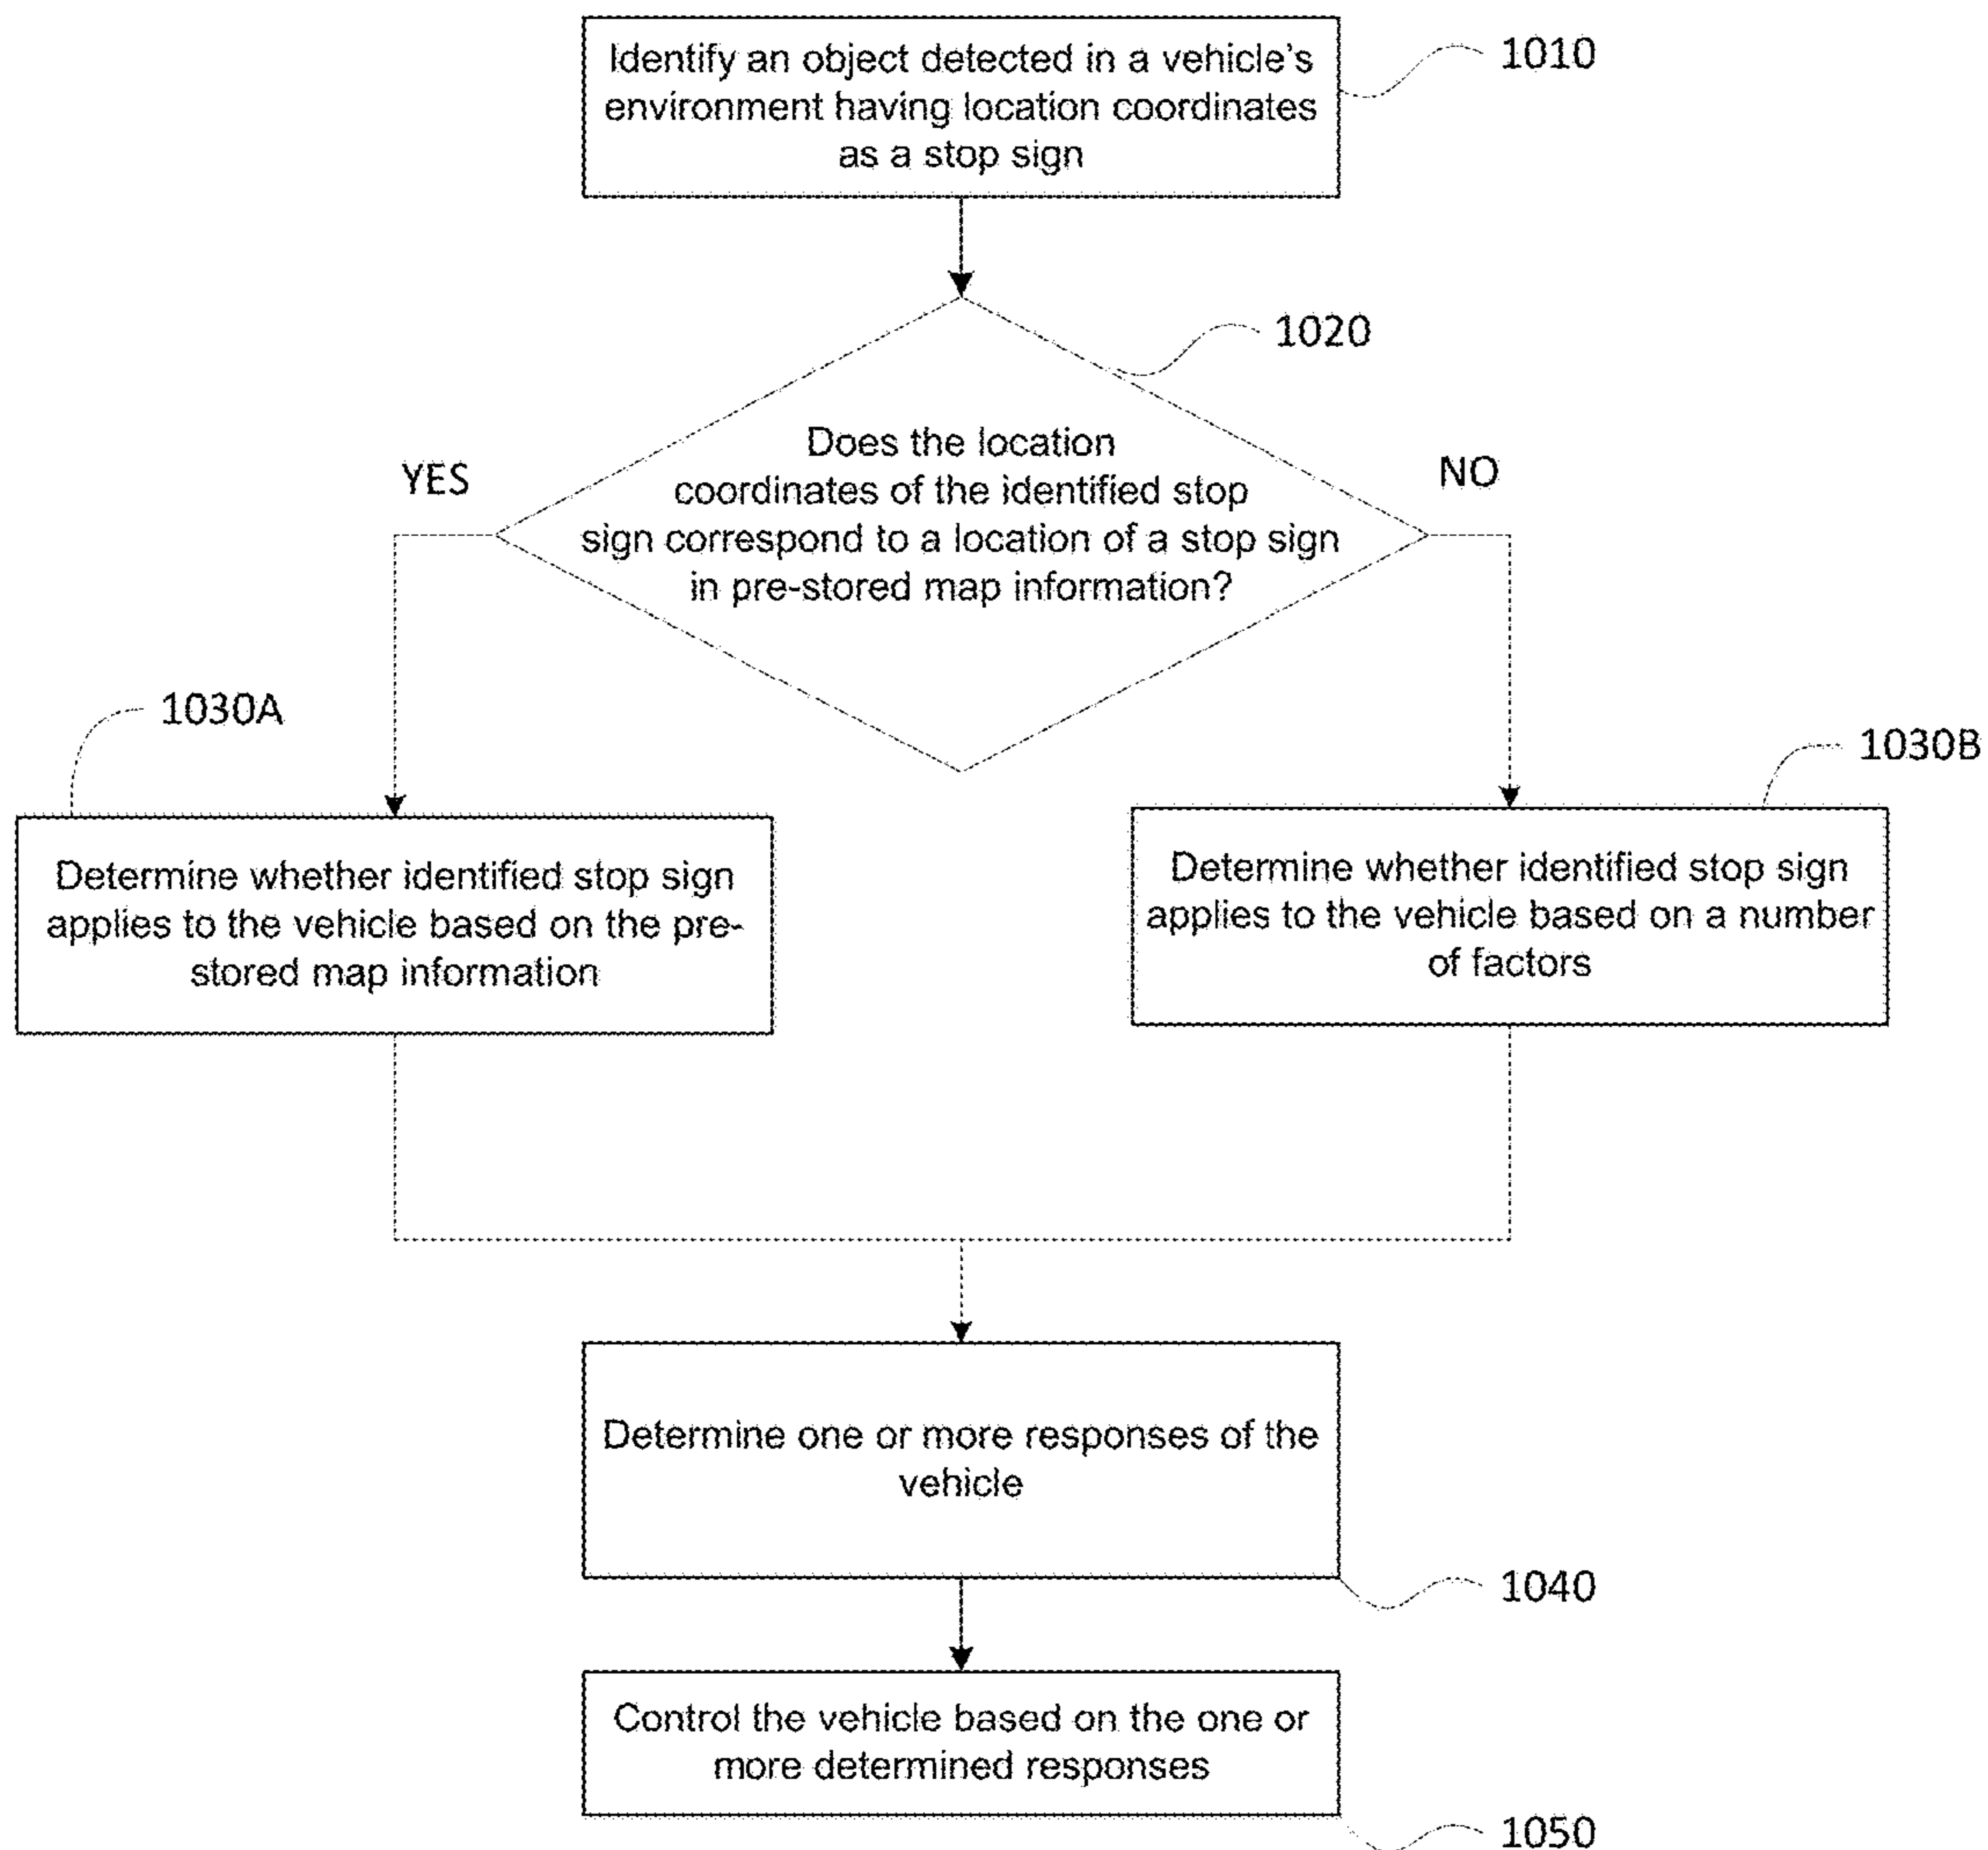 Identify an object detected in a vehicle's
environment having location coordinates
as a stop sign
1010
1020
Does the location
coordinates of the identified stop
sign correspond to a location of a stop sign
in pre-stored map information?
YES
NO
1030A
1030B
Determine whether identified stop sign
applies to the vehicle based on the pre-
stored map information
Determine whether identified stop sign
applies to the vehicle based on a number
of factors
Determine one or more responses of the
vehicle
1040
Control the vehicle based on the one or
more determined responses
1050